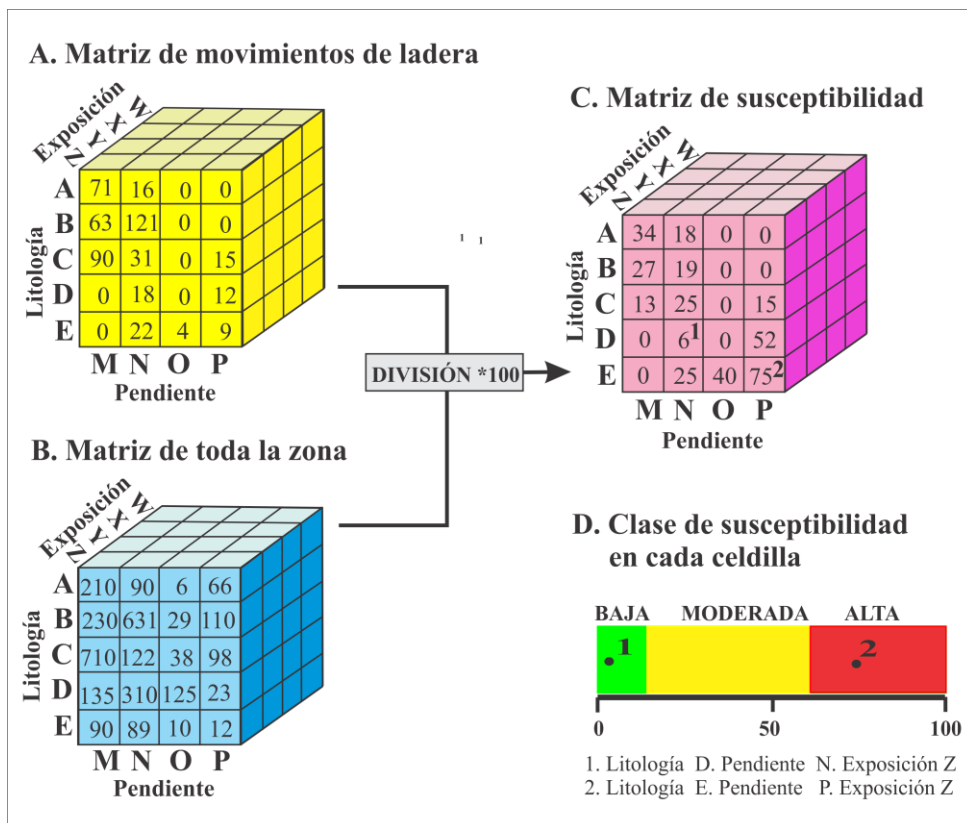 A. Matriz de movimientos de ladera
Exposición
Z Y X W
Litología
A 71 16 0 0
B 63 121 0 0
C 90 31 0 15
D 0 18 0 12
E 0 22 4 9
M N O P
Pendiente
B. Matriz de toda la zona
Exposición
Z Y X W
Litología
A 210 90 6 66
B 230 631 29 110
C 710 122 38 98
D 135 310 125 23
E 90 89 10 12
M N O P
Pendiente
1 1
DIVISIÓN *100
C. Matriz de susceptibilidad
Exposición
Z Y X W
Litología
A 34 18 0 0
B 27 19 0 0
C 13 25 0 15
D 0 6¹ 0 52
E 0 25 40 75²
M N O P
Pendiente
D. Clase de susceptibilidad
en cada celdilla
BAJA MODERADA ALTA
1 2
0 50 100
1. Litología D. Pendiente N. Exposición Z
2. Litología E. Pendiente P. Exposición Z